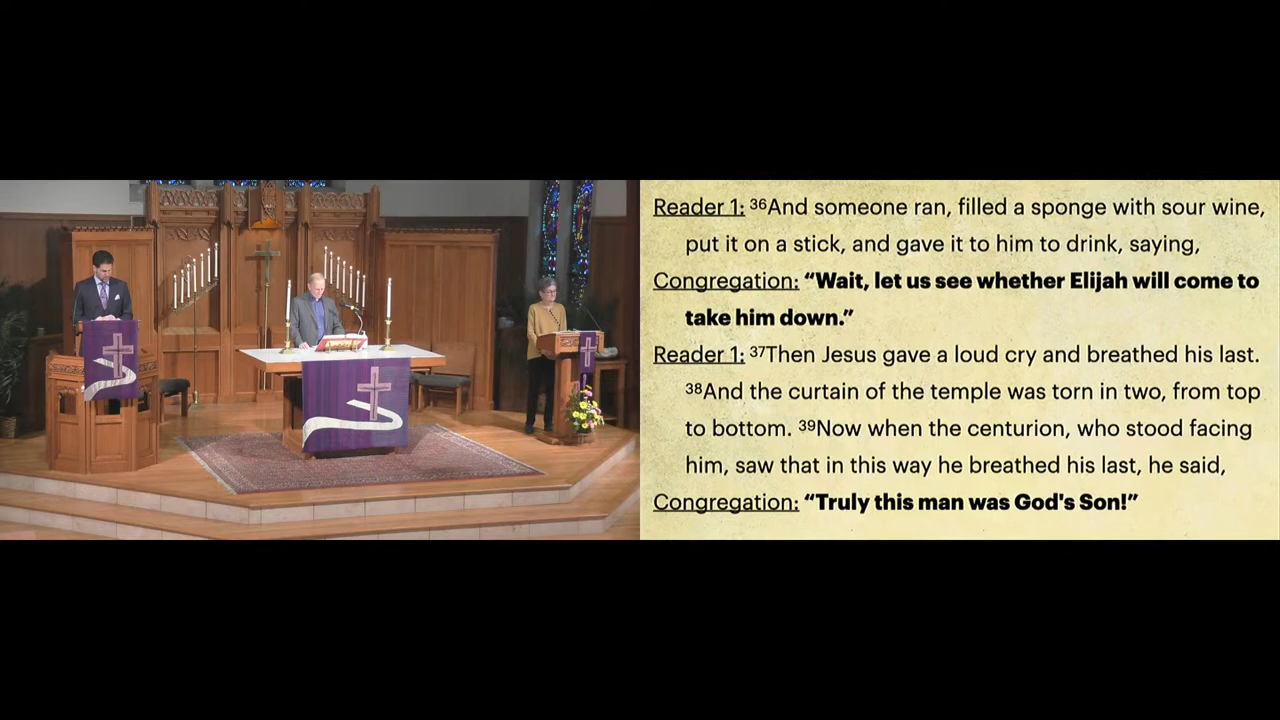 Reader 1: ³⁶And someone ran, filled a sponge with sour wine,
put it on a stick, and gave it to him to drink, saying,
Congregation: “Wait, let us see whether Elijah will come to
take him down.”
Reader 1: ³⁷Then Jesus gave a loud cry and breathed his last.
³⁸And the curtain of the temple was torn in two, from top
to bottom. ³⁹Now when the centurion, who stood facing
him, saw that in this way he breathed his last, he said,
Congregation: “Truly this man was God's Son!”